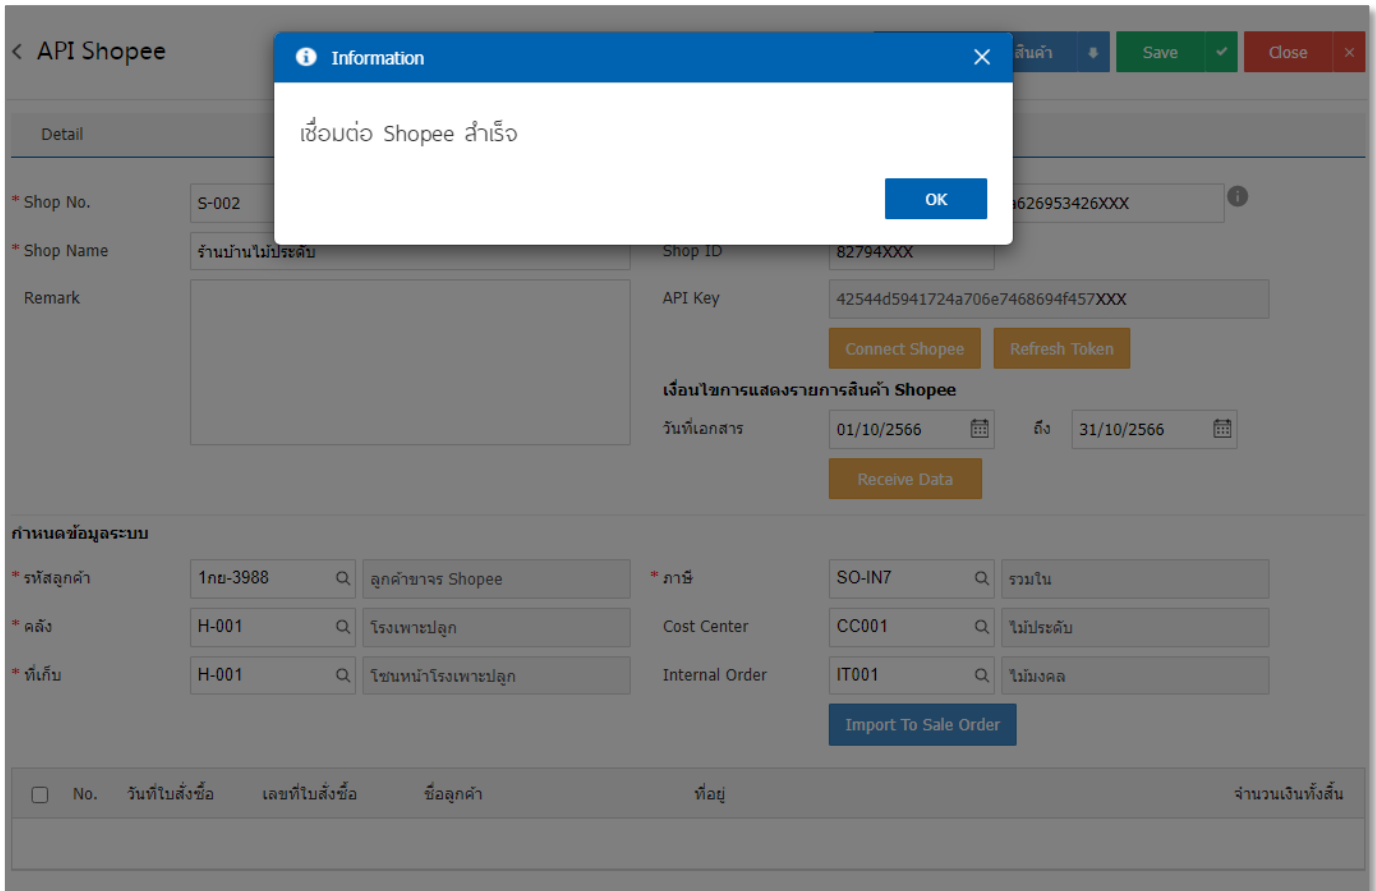 API Shopee
Information
สินค้า
Save
Close
Detail
เชื่อมต่อ Shopee สำเร็จ
OK
* Shop No.
S-002
a626953426XXX
* Shop Name
ร้านบ้านไม้ประดับ
Shop ID
82794XXX
Remark
API Key
42544d5941724a706e7468694f457XXX
Connect Shopee
Refresh Token
เงื่อนไขการแสดงรายการสินค้า Shopee
วันที่เอกสาร
01/10/2566
ถึง
31/10/2566
Receive Data
กำหนดข้อมูลระบบ
* รหัสลูกค้า
1กย-3988
ลูกค้าขาจร Shopee
* ภาษี
SO-IN7
รวมใน
* คลัง
H-001
โรงเพาะปลูก
Cost Center
CC001
ไม้ประดับ
* ที่เก็บ
H-001
โซนหน้าโรงเพาะปลูก
Internal Order
IT001
ไม้มงคล
Import To Sale Order
No.
วันที่ใบสั่งซื้อ
เลขที่ใบสั่งซื้อ
ชื่อลูกค้า
ที่อยู่
จำนวนเงินทั้งสิ้น